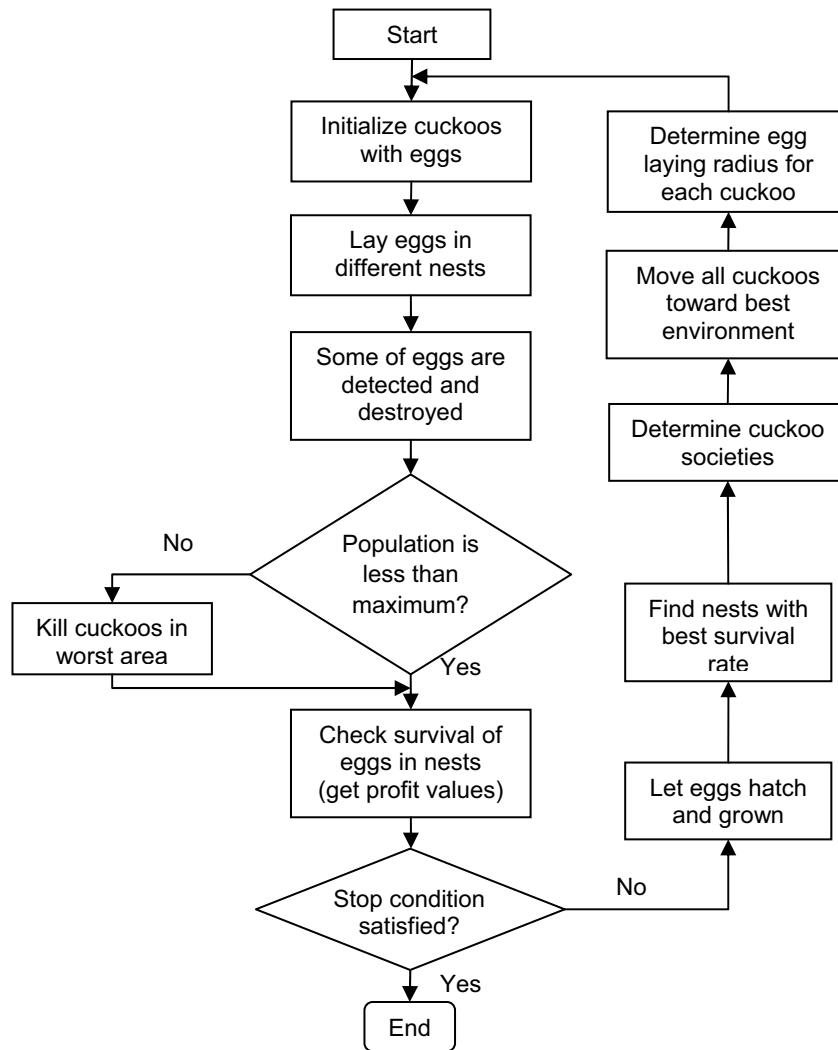 Start
Initialize cuckoos
with eggs
Lay eggs in
different nests
Some of eggs are
detected and
destroyed
Population is
less than
maximum?
No
Kill cuckoos in
worst area
Yes
Check survival of
eggs in nests
(get profit values)
Stop condition
satisfied?
Yes
End
No
Let eggs hatch
and grown
Find nests with
best survival
rate
Determine cuckoo
societies
Move all cuckoos
toward best
environment
Determine egg
laying radius for
each cuckoo